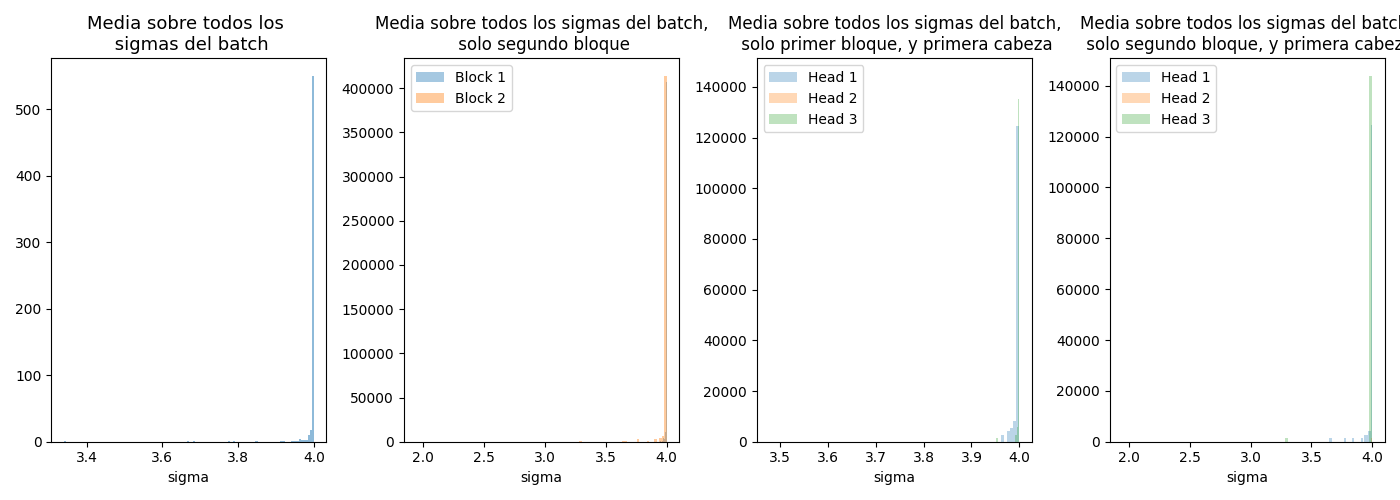 Media sobre todos los
sigmas del batch
500
400
300
200
100
0
3.4
3.6
3.8
4.0
sigma
Media sobre todos los sigmas del batch,
solo segundo bloque
Block 1
Block 2
400000
350000
300000
250000
200000
150000
100000
50000
0
2.0
2.5
3.0
3.5
4.0
sigma
Media sobre todos los sigmas del batch,
solo primer bloque, y primera cabeza
Head 1
Head 2
Head 3
140000
120000
100000
80000
60000
40000
20000
0
3.5
3.6
3.7
3.8
3.9
4.0
sigma
Media sobre todos los sigmas del batch
solo segundo bloque, y primera cabez
Head 1
Head 2
Head 3
140000
120000
100000
80000
60000
40000
20000
0
2.0
2.5
3.0
3.5
4.0
sigma